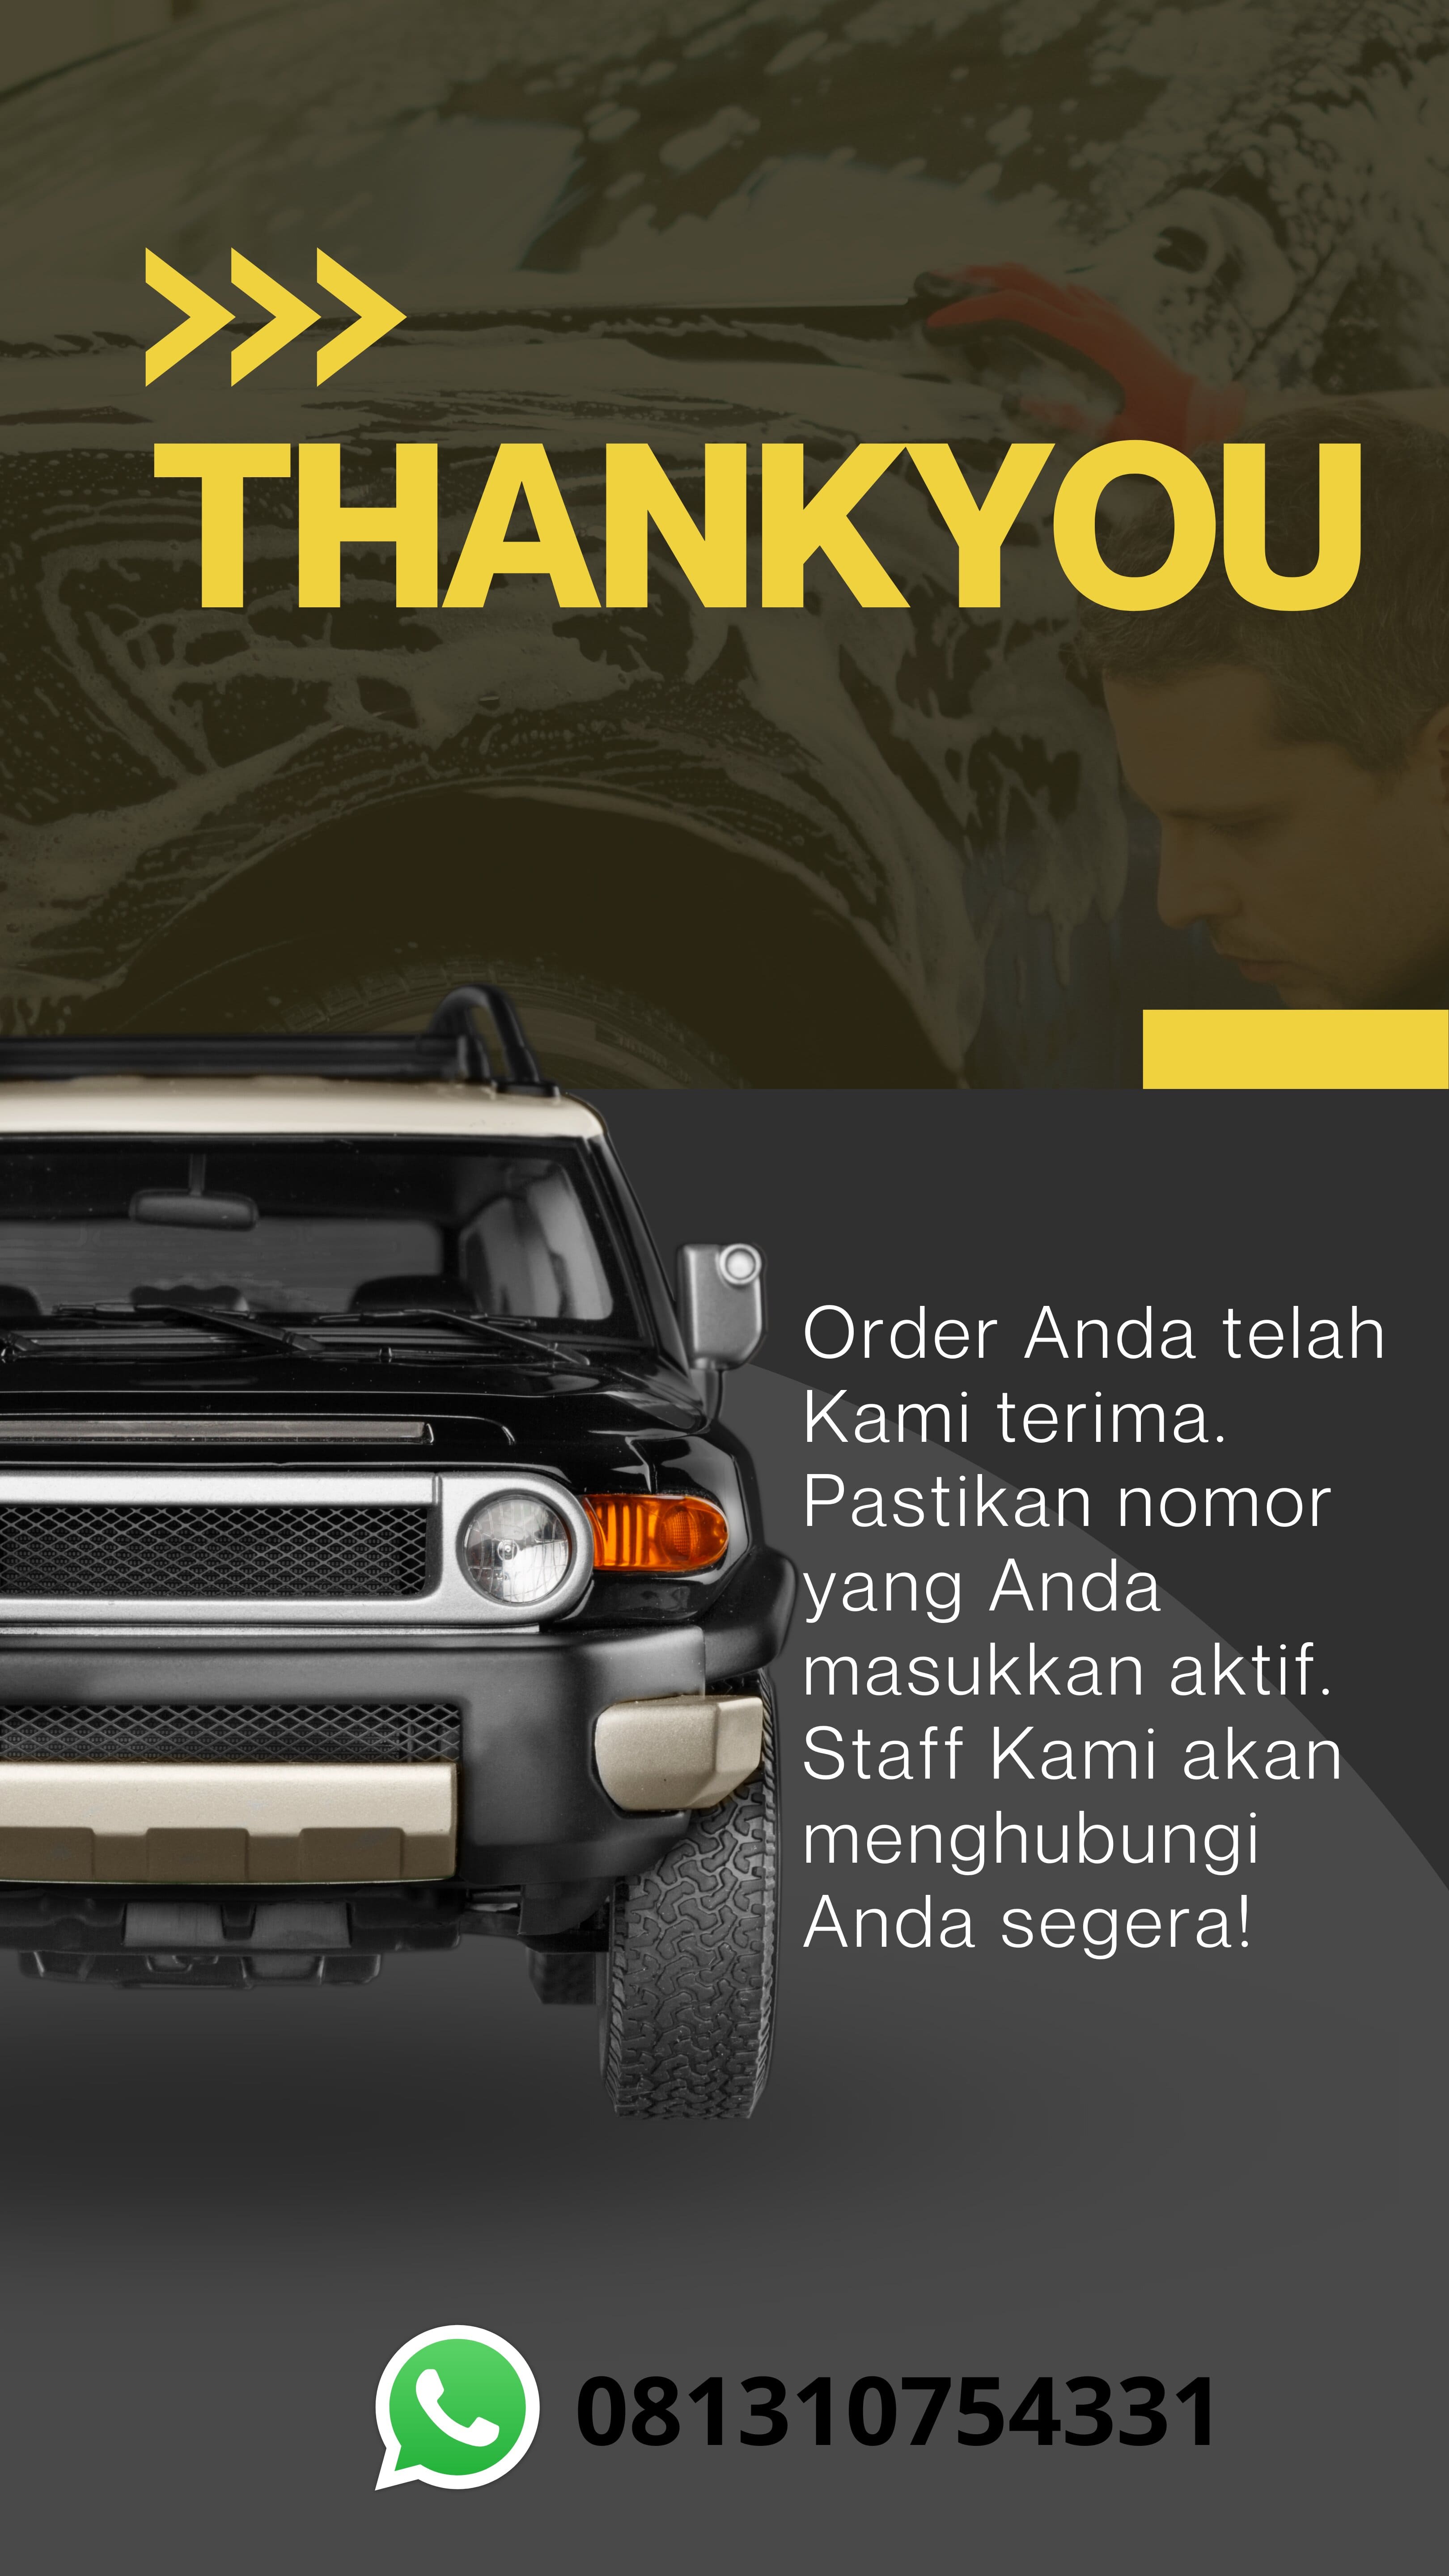 THANKYOU
Order Anda telah
Kami terima.
Pastikan nomor
yang Anda
masukkan aktif.
Staff Kami akan
menghubungi
Anda segera!
081310754331